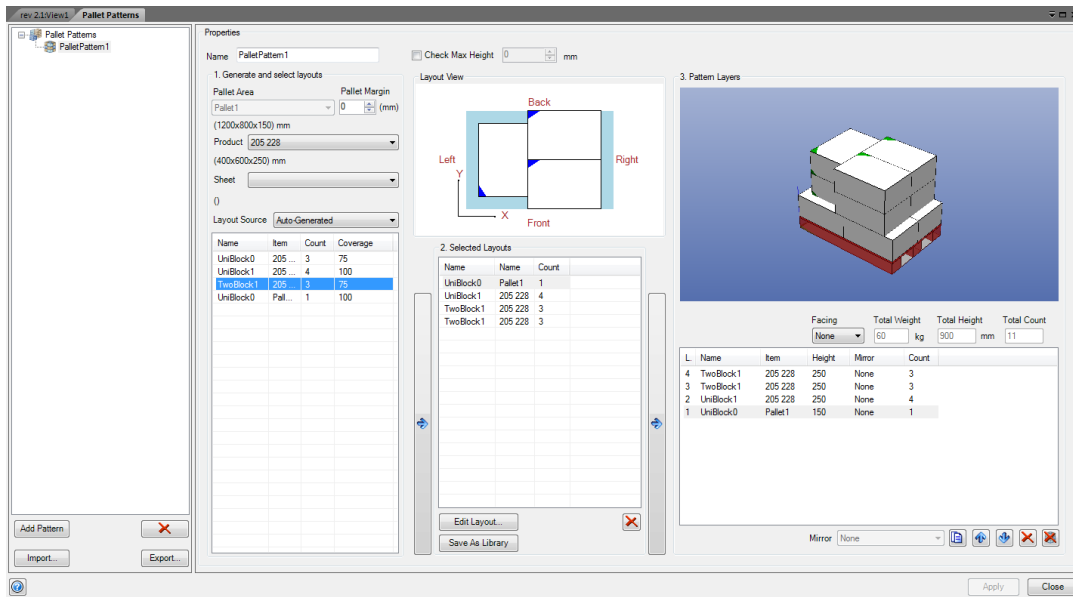 rev 2.1:View1 Pallet Patterns
Pallet Patterns
PalletPattern1
Add Pattern
Import... Export...
Properties
Name PalletPattern1 Check Max Height 0 mm
1. Generate and select layouts
Pallet Area Pallet Margin
Pallet1 0 (mm)
(1200x800x150) mm
Product 205 228
(400x600x250) mm
Sheet
()
Layout Source Auto-Generated
Name Item Count Coverage
UniBlock0 205 ... 3 75
UniBlock1 205 ... 4 100
TwoBlock1 205 ... 3 75
UniBlock0 Pall... 1 100
Layout View
Back
Left Right
Y
X
Front
2. Selected Layouts
Name Name Count
UniBlock0 Pallet1 1
UniBlock1 205 228 4
TwoBlock1 205 228 3
TwoBlock1 205 228 3
Edit Layout...
Save As Library
3. Pattern Layers
Facing Total Weight Total Height Total Count
None 60 kg 900 mm 11
L. Name Item Height Mirror Count
4 TwoBlock1 205 228 250 None 3
3 TwoBlock1 205 228 250 None 3
2 UniBlock1 205 228 250 None 4
1 UniBlock0 Pallet1 150 None 1
Mirror None
Apply Close